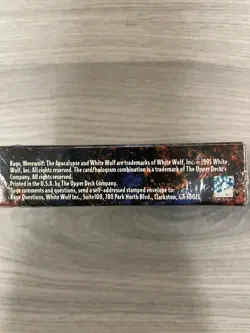 Rage, Werewolf: The Apocalypse and White Wolf are trademarks of White Wolf, Inc. © 1995 White
Wolf, Inc. All rights reserved. The card/hologram combination is a trademark of The Upper Deck
Company. All rights reserved.
Printed in the U.S.A. by The Upper Deck Company.
Rage comments and questions, send a self-addressed stamped envelope to:
Rage Questions, White Wolf Inc., Suite100, 780 Park North Blvd., Clarkston, GA 30021